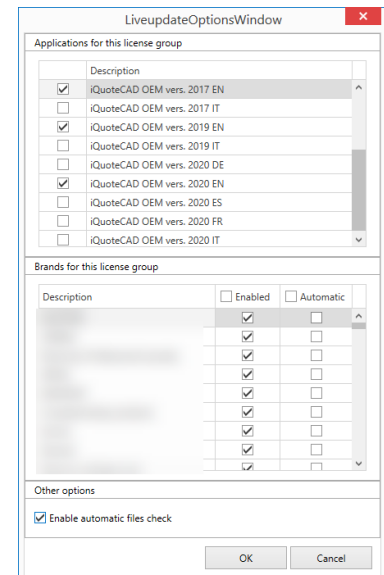 LiveupdateOptionsWindow
Applications for this license group
Description
iQuoteCAD OEM vers. 2017 EN
iQuoteCAD OEM vers. 2017 IT
iQuoteCAD OEM vers. 2019 EN
iQuoteCAD OEM vers. 2019 IT
iQuoteCAD OEM vers. 2020 DE
iQuoteCAD OEM vers. 2020 EN
iQuoteCAD OEM vers. 2020 ES
iQuoteCAD OEM vers. 2020 FR
iQuoteCAD OEM vers. 2020 IT
Brands for this license group
Description Enabled Automatic
Other options
Enable automatic files check
OK Cancel